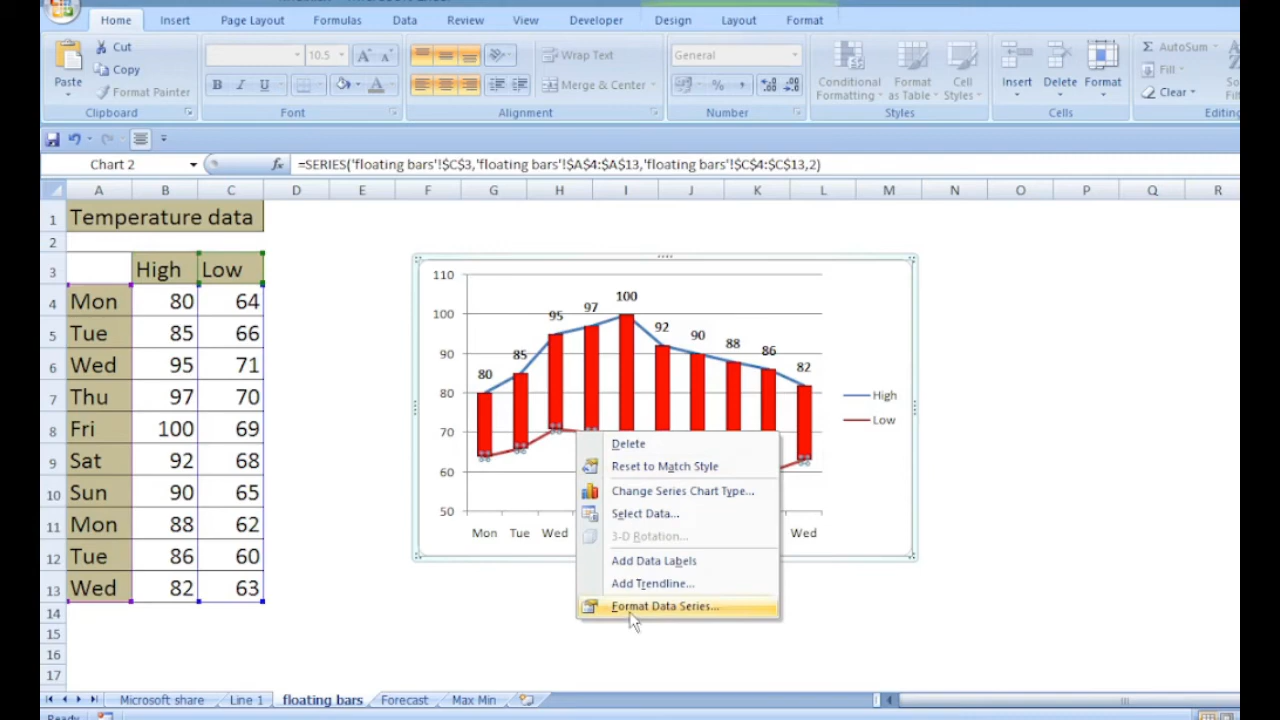 Home Insert Page Layout Formulas Data Review View Developer Design Layout Format
Paste
Cut
Copy
Format Painter
Clipboard
10.5
B I U
Font
Wrap Text
Merge & Center
Alignment
General
% ,
Number
Conditional Formatting
Format as Table
Cell Styles
Styles
Insert Delete Format
Cells
AutoSum
Fill
Clear
Chart 2
fx =SERIES('floating bars'!$C$3,'floating bars'!$A$4:$A$13,'floating bars'!$C$4:$C$13,2)
A B C D E F G H I J K L M N O P Q R
1 Temperature data
2
3 High Low
4 Mon 80 64
5 Tue 85 66
6 Wed 95 71
7 Thu 97 70
8 Fri 100 69
9 Sat 92 68
10 Sun 90 65
11 Mon 88 62
12 Tue 86 60
13 Wed 82 63
14
15
16
17
110
100
90
80
70
60
50
80 85 95 97 100 92 90 88 86 82
Mon Tue Wed Wed
High
Low
Delete
Reset to Match Style
Change Series Chart Type...
Select Data...
3-D Rotation...
Add Data Labels
Add Trendline...
Format Data Series...
Microsoft share Line 1 floating bars Forecast Max Min